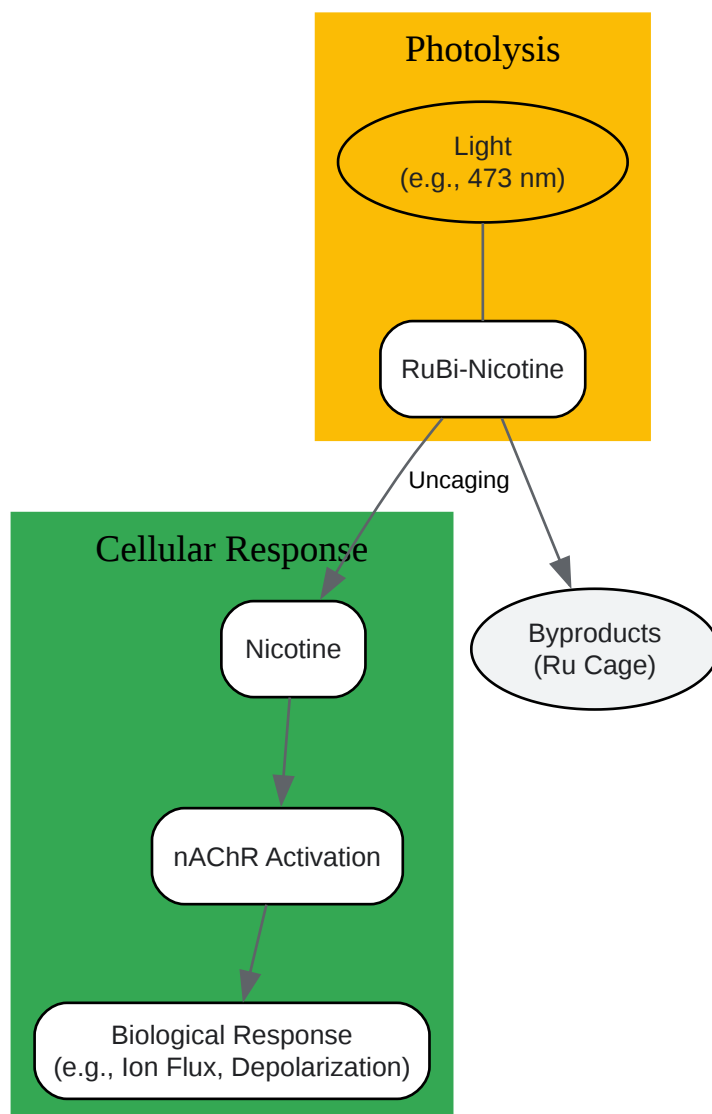 Photolysis
Light
(e.g., 473 nm)
RuBi-Nicotine
Uncaging
Cellular Response
Nicotine
Byproducts
(Ru Cage)
nAChR Activation
Biological Response
(e.g., Ion Flux, Depolarization)